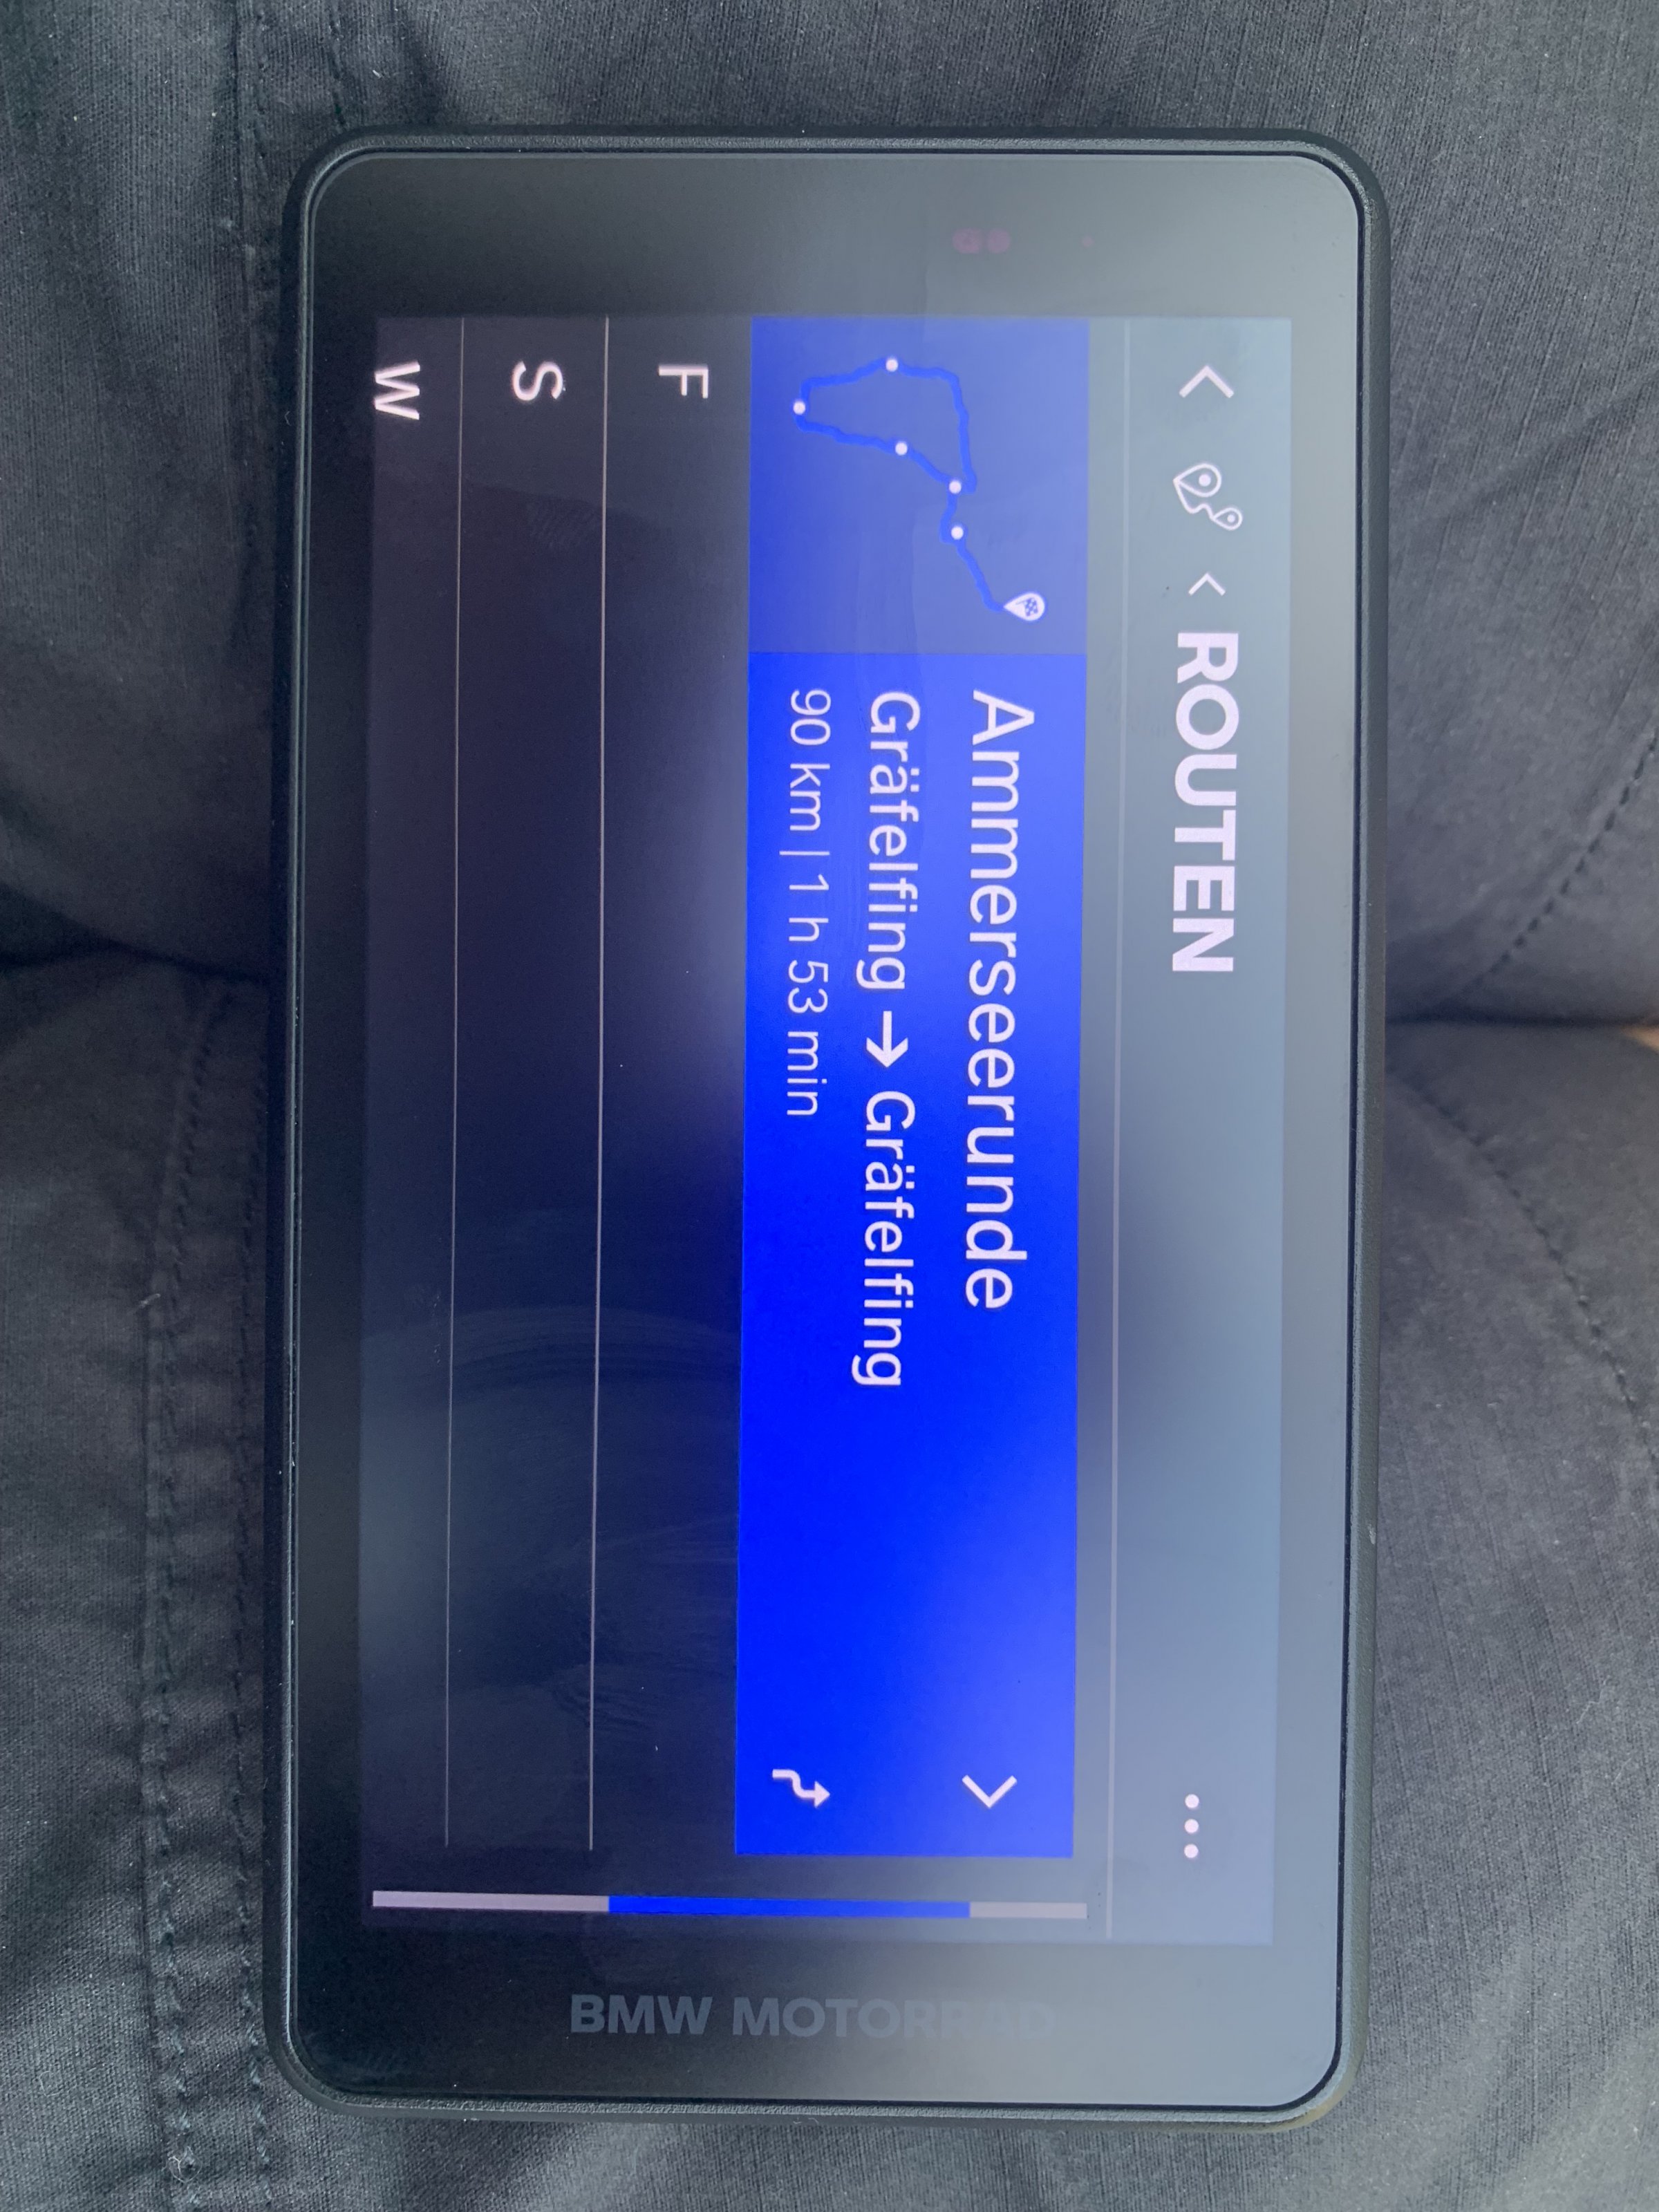 ROUTEN
Ammerseerunde
Gräfelfing → Gräfelfing
90 km | 1 h 53 min
F
S
W
BMW MOTORRAD